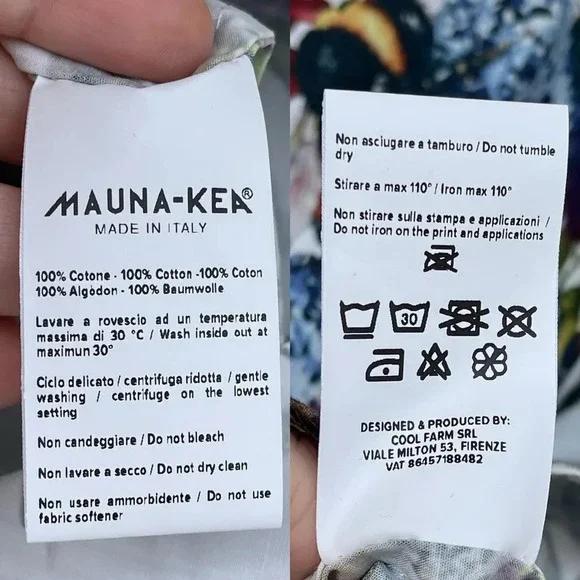 MAUNA-KEA®
MADE IN ITALY
100% Cotone - 100% Cotton -100% Coton
100% Algòdon - 100% Baumwolle
Lavare a rovescio ad un temperatura
massima di 30 °C / Wash inside out at
maximun 30°
Ciclo delicato / centrifuga ridotta / gentle
washing / centrifuge on the lowest
setting
Non candeggiare / Do not bleach
Non lavare a secco / Do not dry clean
Non usare ammorbidente / Do not use
fabric softener
Non asciugare a tamburo / Do not tumble
dry
Stirare a max 110° / Iron max 110°
Non stirare sulla stampa e applicazioni /
Do not iron on the print and applications
30
DESIGNED & PRODUCED BY:
COOL FARM SRL
VIALE MILTON 53, FIRENZE
VAT 86457188482